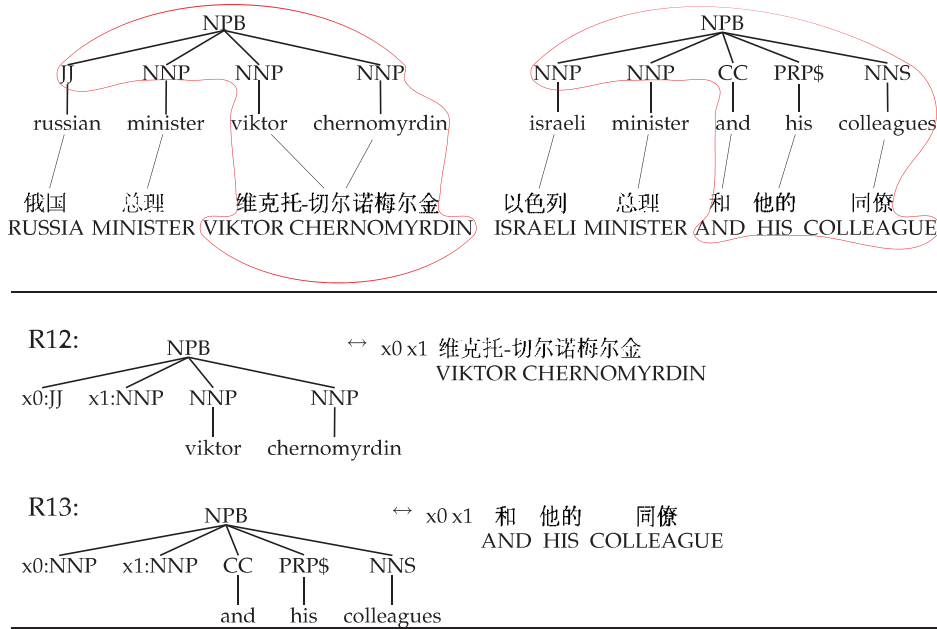 NPB NPB
JJ NNP NNP NNP NNP NNP CC PRP$ NNS
russian minister viktor chernomyrdin israeli minister and his colleagues
俄国 总理 维克托-切尔诺梅尔金 以色列 总理 和 他的 同僚
RUSSIA MINISTER VIKTOR CHERNOMYRDIN ISRAELI MINISTER AND HIS COLLEAGUE
R12:
NPB ↔ x0 x1 维克托-切尔诺梅尔金
VIKTOR CHERNOMYRDIN
x0:JJ x1:NNP NNP NNP
viktor chernomyrdin
R13:
NPB ↔ x0 x1 和 他的 同僚
AND HIS COLLEAGUE
x0:NNP x1:NNP CC PRP$ NNS
and his colleagues